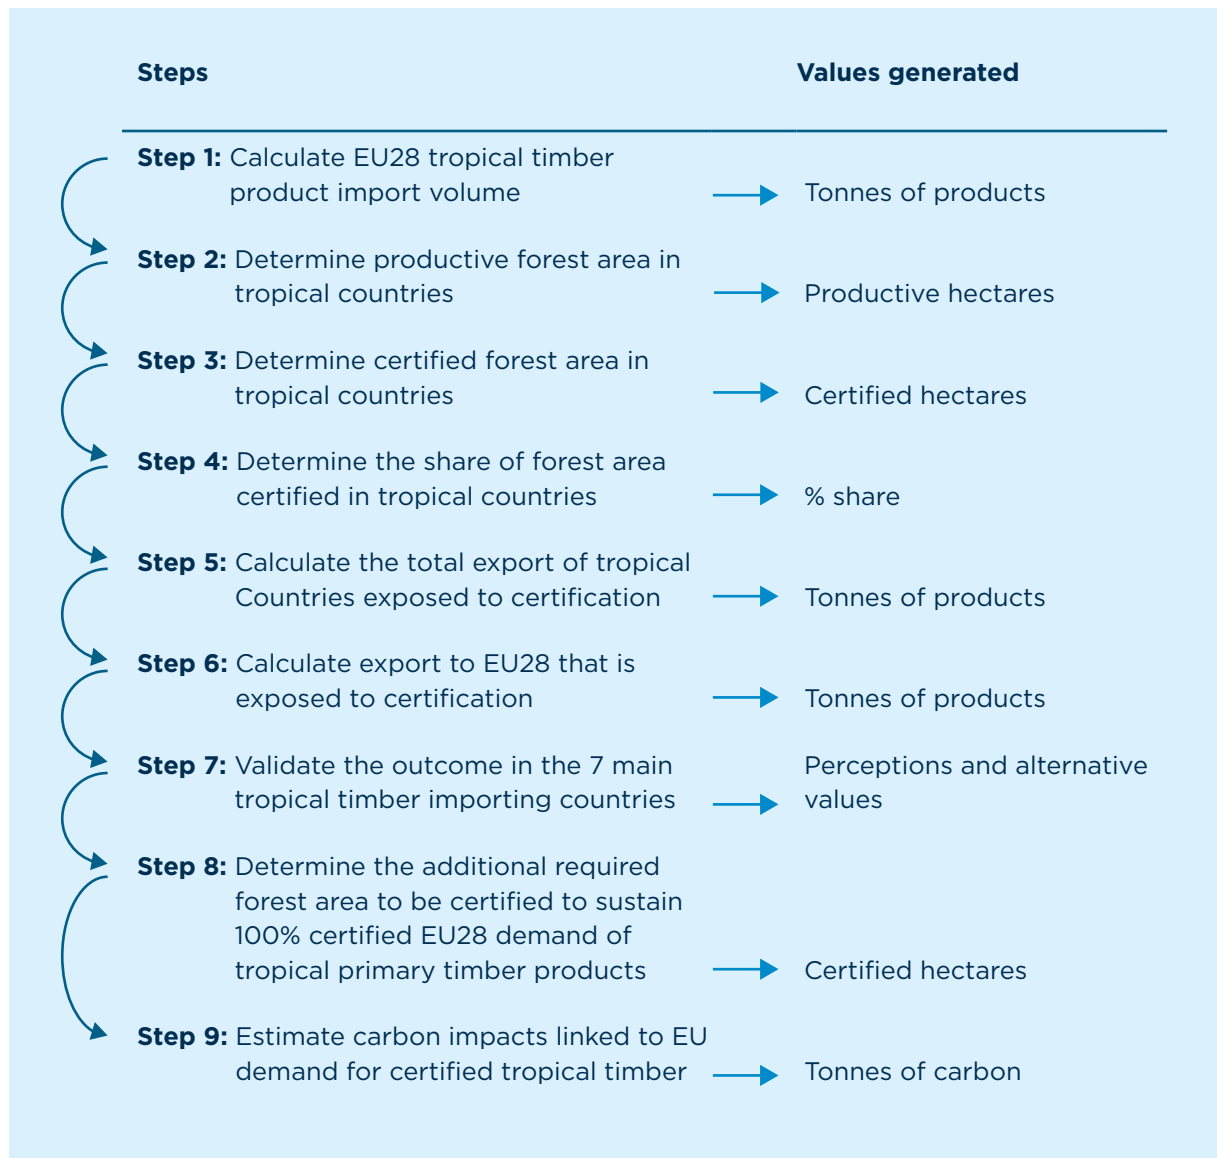 Steps
Values generated
Step 1: Calculate EU28 tropical timber
product import volume
Tonnes of products
Step 2: Determine productive forest area in
tropical countries
Productive hectares
Step 3: Determine certified forest area in
tropical countries
Certified hectares
Step 4: Determine the share of forest area
certified in tropical countries
% share
Step 5: Calculate the total export of tropical
Countries exposed to certification
Tonnes of products
Step 6: Calculate export to EU28 that is
exposed to certification
Tonnes of products
Step 7: Validate the outcome in the 7 main
tropical timber importing countries
Perceptions and alternative
values
Step 8: Determine the additional required
forest area to be certified to sustain
100% certified EU28 demand of
tropical primary timber products
Certified hectares
Step 9: Estimate carbon impacts linked to EU
demand for certified tropical timber
Tonnes of carbon